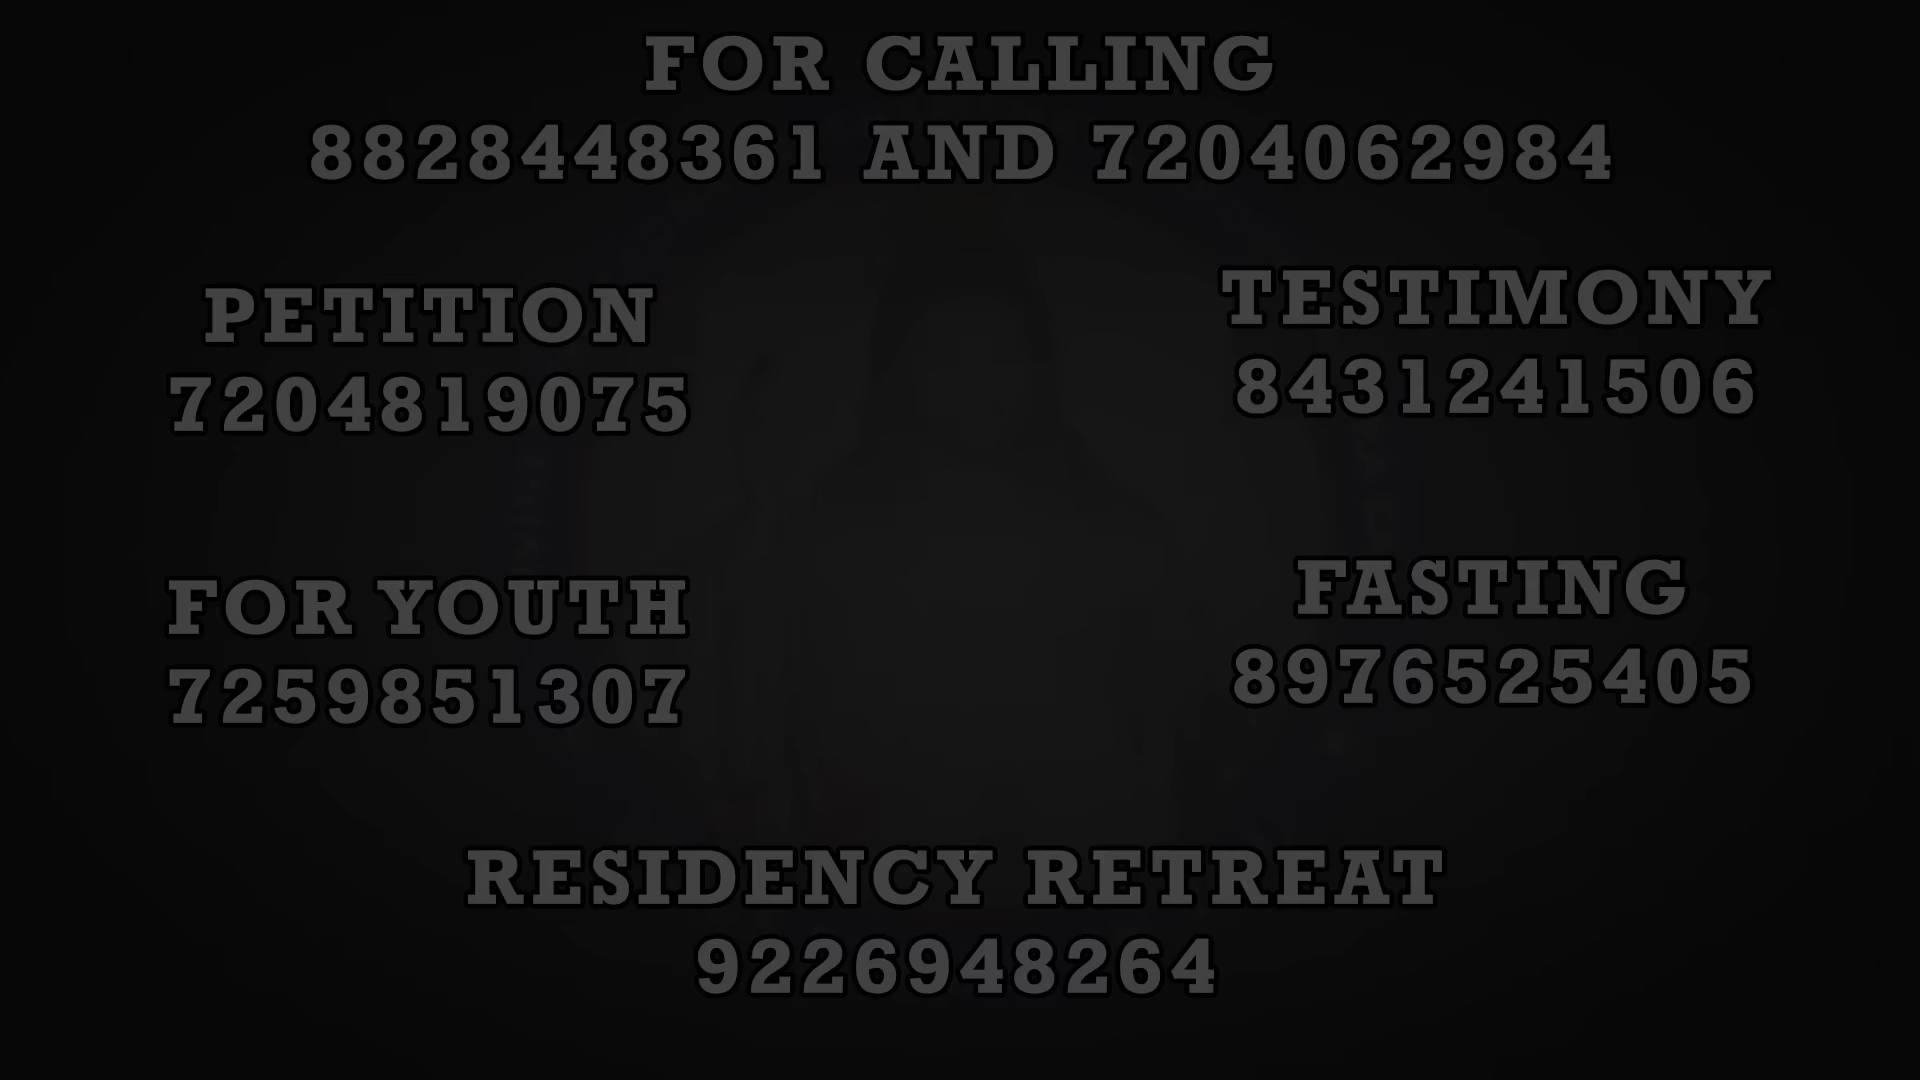 FOR CALLING
8828448361 AND 7204062984
PETITION
7204819075
TESTIMONY
8431241506
FOR YOUTH
7259851307
FASTING
8976525405
RESIDENCY RETREAT
9226948264